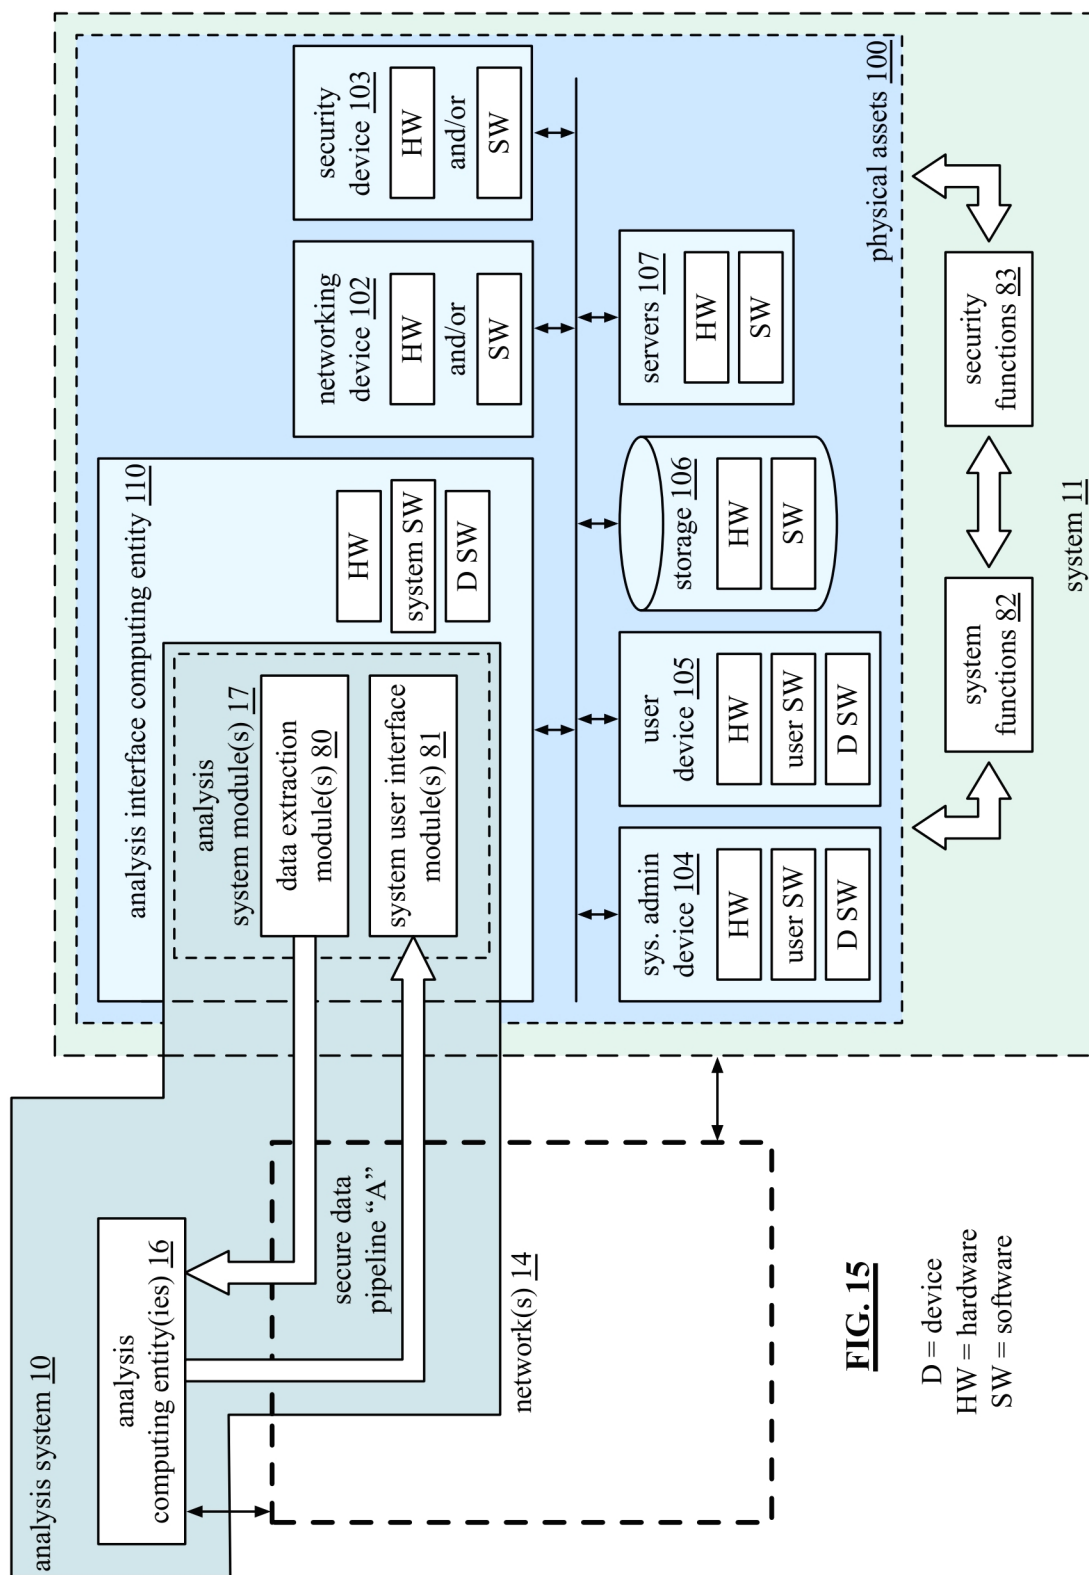 analysis system 10
analysis
computing entity(ies) 16
secure data
pipeline “A”
network(s) 14
analysis interface computing entity 110
analysis
system module(s) 17
data extraction
module(s) 80
system user interface
module(s) 81
HW
system SW
D SW
networking
device 102
HW
and/or
SW
security
device 103
HW
and/or
SW
sys. admin
device 104
HW
user SW
D SW
user
device 105
HW
user SW
D SW
storage 106
HW
SW
servers 107
HW
SW
physical assets 100
system
functions 82
security
functions 83
system 11
FIG. 15
D = device
HW = hardware
SW = software